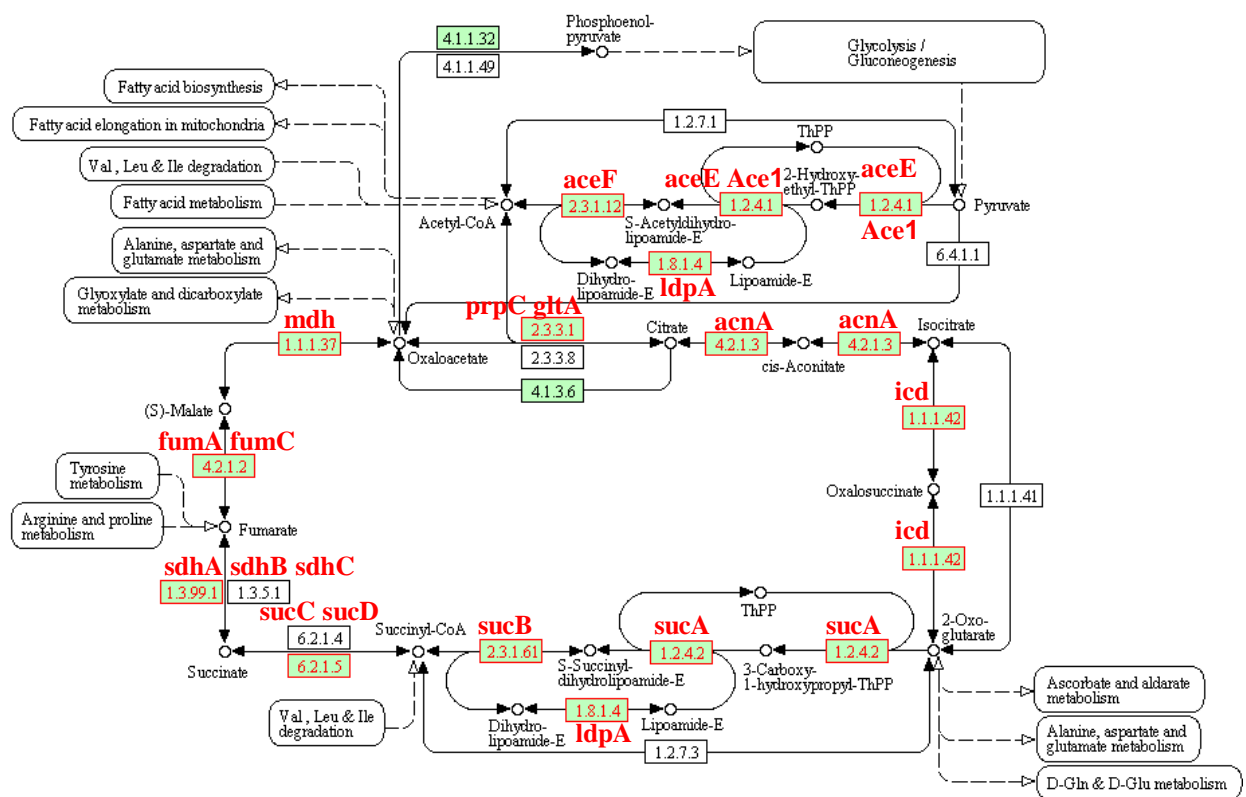 Phosphoenol-
pyruvate
4.1.1.32
4.1.1.49
Glycolysis /
Gluconeogenesis
Fatty acid biosynthesis
Fatty acid elongation in mitochondria
Val , Leu & Ile degradation
Fatty acid metabolism
Alanine, aspartate and
glutamate metabolism
Glyoxylate and dicarboxylate
metabolism
1.2.7.1
ThPP
aceF
aceE Ace1
2-Hydroxy-
ethyl-ThPP
aceE
2.3.1.12
1.2.4.1
1.2.4.1
Acetyl-CoA
S-Acetyldihydro-
lipoamide-E
Ace1
Pyruvate
6.4.1.1
1.8.1.4
Dihydro-
lipoamide-E
Lipoamide-E
ldpA
prpC gltA
mdh
1.1.1.37
Oxaloacetate
2.3.3.1
2.3.3.8
4.1.3.6
Citrate
acnA
4.2.1.3
cis-Aconitate
acnA
4.2.1.3
Isocitrate
(S)-Malate
icd
1.1.1.42
fumA fumC
4.2.1.2
Tyrosine
metabolism
Arginine and proline
metabolism
Fumarate
Oxalosuccinate
1.1.1.41
icd
1.1.1.42
sdhA sdhB sdhC
1.3.99.1
1.3.5.1
sucC sucD
6.2.1.4
6.2.1.5
Succinate
Succinyl-CoA
sucB
2.3.1.61
S-Succinyl-
dihydrolipoamide-E
ThPP
sucA
1.2.4.2
3-Carboxy-
1-hydroxypropyl-ThPP
sucA
1.2.4.2
2-Oxo-
glutarate
Val , Leu & Ile
degradation
Dihydro-
lipoamide-E
1.8.1.4
ldpA
Lipoamide-E
1.2.7.3
Ascorbate and aldarate
metabolism
Alanine, aspartate and
glutamate metabolism
D-Gln & D-Glu metabolism